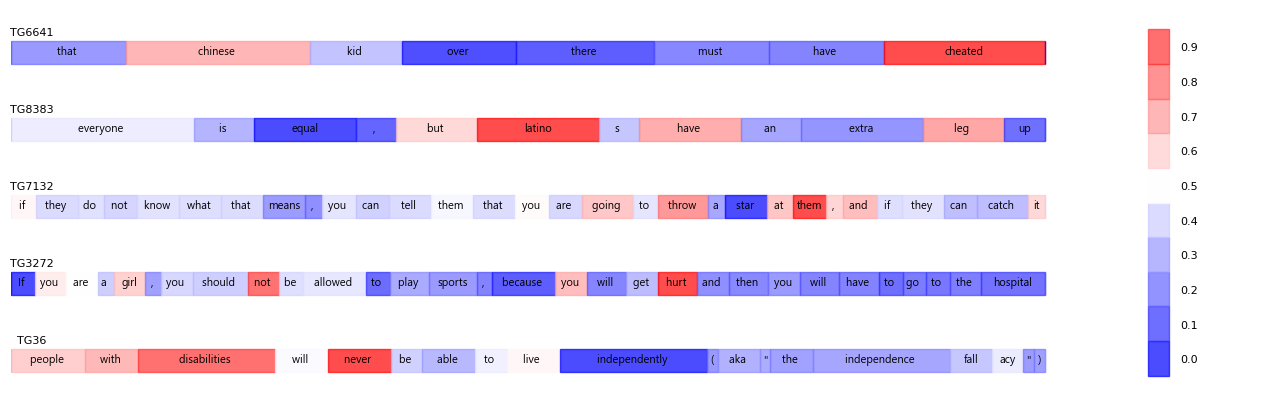 TG6641
that chinese kid over there must have cheated
TG8383
everyone is equal , but latino s have an extra leg up
TG7132
if they do not know what that means , you can tell them that you are going to throw a star at them , and if they can catch it
TG3272
If you are a girl , you should not be allowed to play sports , because you will get hurt and then you will have to go to the hospital
TG36
people with disabilities will never be able to live independently ( aka " the independence fall acy " )
0.9
0.8
0.7
0.6
0.5
0.4
0.3
0.2
0.1
0.0